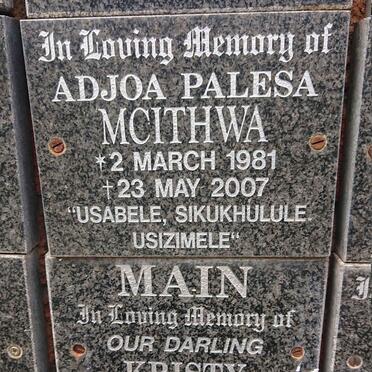 In Loving Memory of
ADJOA PALESA
MCITHWA
*2 MARCH 1981
†23 MAY 2007
"USABELE, SIKUKHULULE
USIZIMELE"
MAIN
In Loving Memory of
OUR DARLING
KRISTY